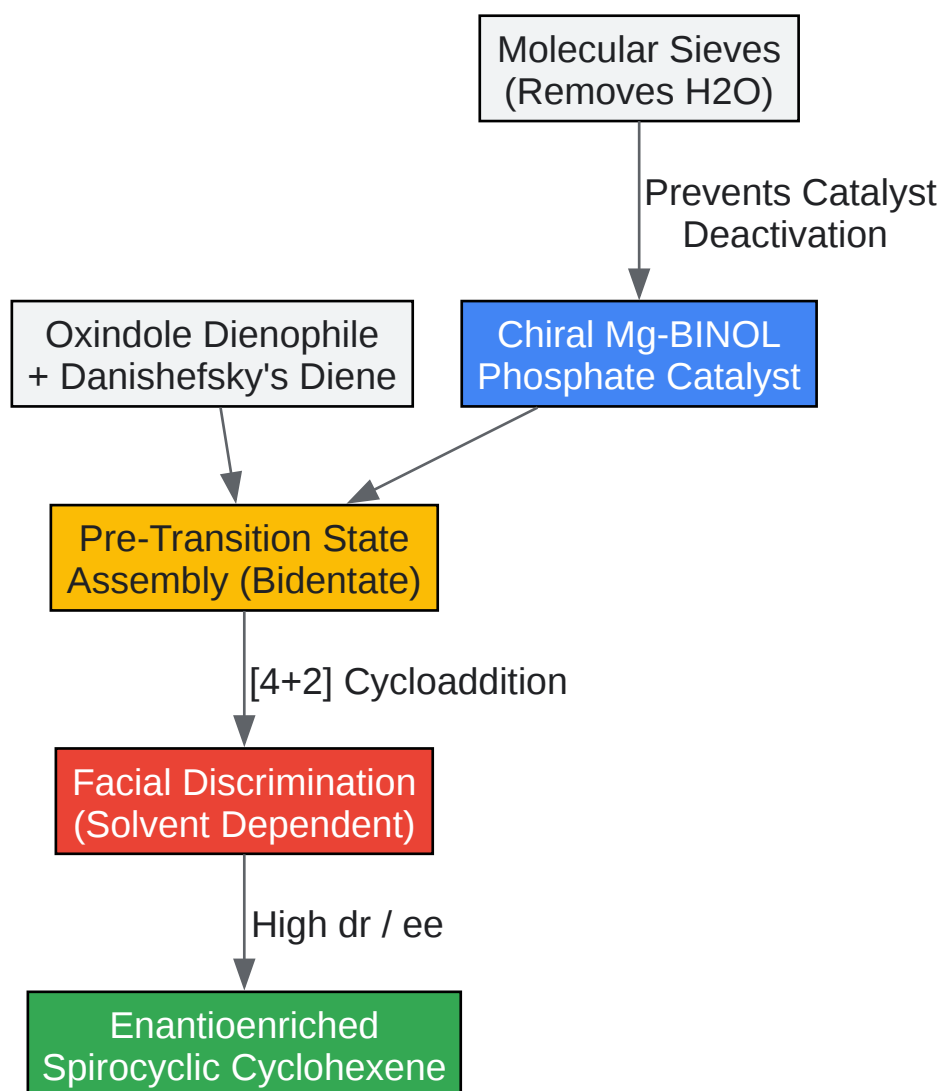 Molecular Sieves
(Removes H2O)
Prevents Catalyst
Deactivation
Oxindole Dienophile
+ Danishefsky's Diene
Chiral Mg-BINOL
Phosphate Catalyst
Pre-Transition State
Assembly (Bidentate)
[4+2] Cycloaddition
Facial Discrimination
(Solvent Dependent)
High dr / ee
Enantioenriched
Spirocyclic Cyclohexene